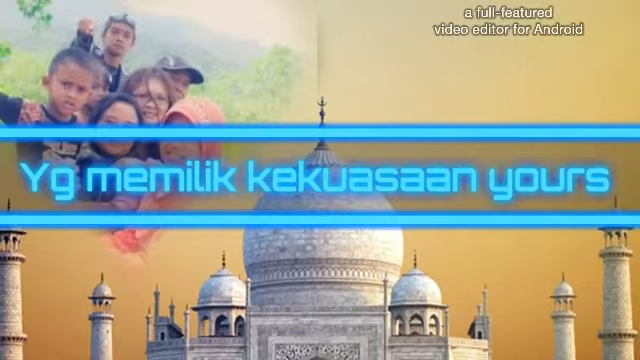 a full-featured
video editor for Android
Yg memilik kekuasaan yours